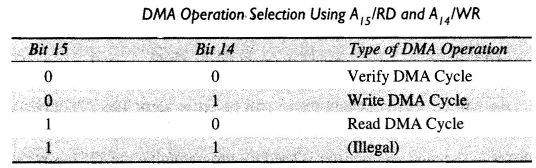 DMA Operation Selection Using A15/RD and A14/WR
Bit 15 Bit 14 Type of DMA Operation
0 0 Verify DMA Cycle
0 1 Write DMA Cycle
1 0 Read DMA Cycle
1 1 (Illegal)